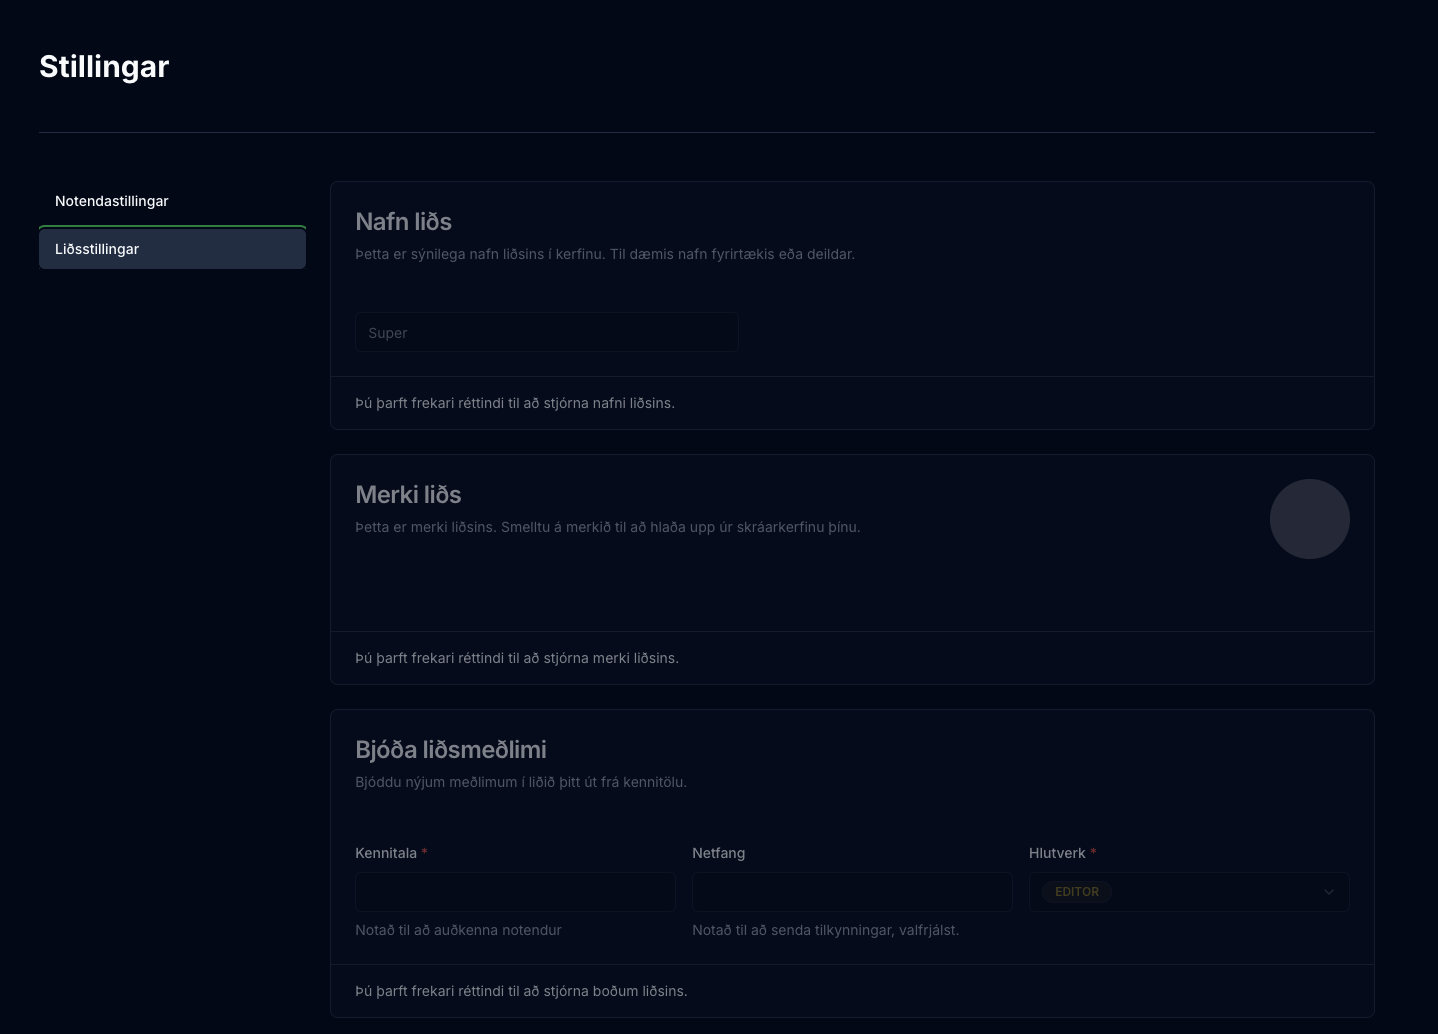 Stillingar
Notendastillingar
Liðsstillingar
Nafn liðs
Þetta er sýnilega nafn liðsins í kerfinu. Til dæmis nafn fyrirtækis eða deildar.
Super
Þú þarft frekari réttindi til að stjórna nafni liðsins.
Merki liðs
Þetta er merki liðsins. Smelltu á merkið til að hlaða upp úr skráarkerfinu þínu.
Þú þarft frekari réttindi til að stjórna merki liðsins.
Bjóða liðsmeðlimi
Bjóddu nýjum meðlimum í liðið þitt út frá kennitölu.
Kennitala *
Netfang
Hlutverk *
EDITOR
Notað til að auðkenna notendur
Notað til að senda tilkynningar, valfrjálst.
Þú þarft frekari réttindi til að stjórna boðum liðsins.